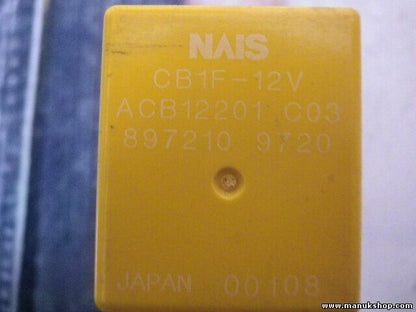 NAIS
CB1F-12V
ACB12201 C03
897210 9720
JAPAN 00108
www.manukshop.com